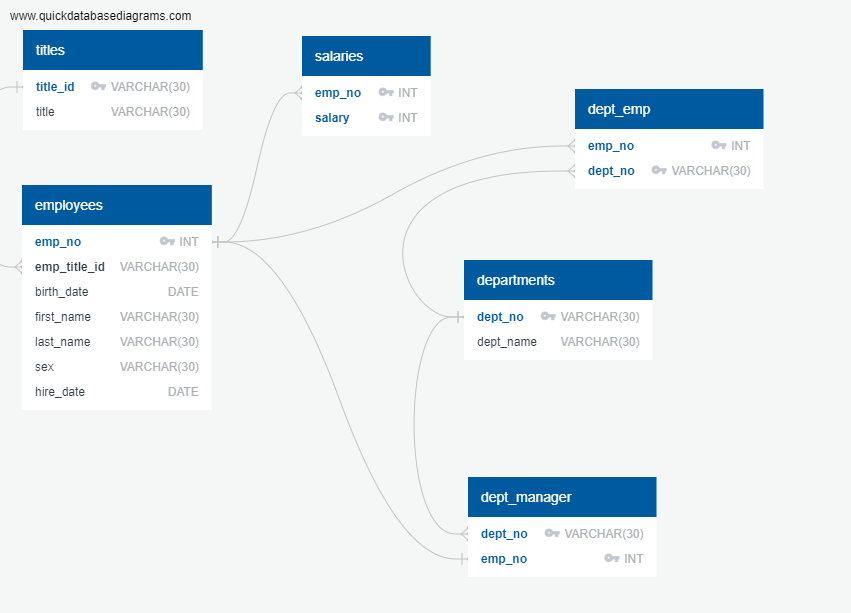 www.quickdatabasediagrams.com
titles
title_id VARCHAR(30)
title VARCHAR(30)
salaries
emp_no INT
salary INT
dept_emp
emp_no INT
dept_no VARCHAR(30)
employees
emp_no INT
emp_title_id VARCHAR(30)
birth_date DATE
first_name VARCHAR(30)
last_name VARCHAR(30)
sex VARCHAR(30)
hire_date DATE
departments
dept_no VARCHAR(30)
dept_name VARCHAR(30)
dept_manager
dept_no VARCHAR(30)
emp_no INT